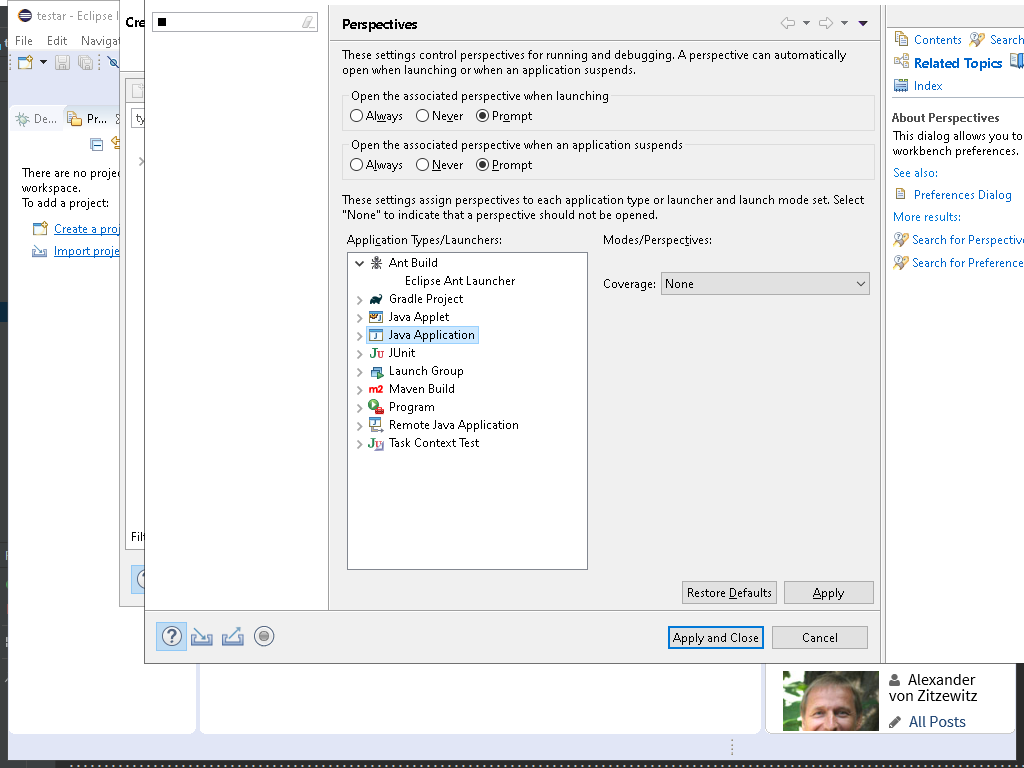 testar - Eclipse I
File Edit Navigat
De...
Pr...
There are no proje
workspace.
To add a project:
Create a proj
Import proje
Cre
ty
Filt
Perspectives
These settings control perspectives for running and debugging. A perspective can automatically
open when launching or when an application suspends.
Open the associated perspective when launching
Always Never Prompt
Open the associated perspective when an application suspends
Always Never Prompt
These settings assign perspectives to each application type or launcher and launch mode set. Select
"None" to indicate that a perspective should not be opened.
Application Types/Launchers:
Modes/Perspectives:
Ant Build
Eclipse Ant Launcher
Gradle Project
Java Applet
Java Application
JUnit
Launch Group
m2 Maven Build
Program
Remote Java Application
Task Context Test
Coverage: None
Restore Defaults
Apply
Apply and Close
Cancel
Contents
Search
Related Topics
Index
About Perspectives
This dialog allows you to
workbench preferences.
See also:
Preferences Dialog
More results:
Search for Perspective
Search for Preference
Alexander
von Zitzewitz
All Posts